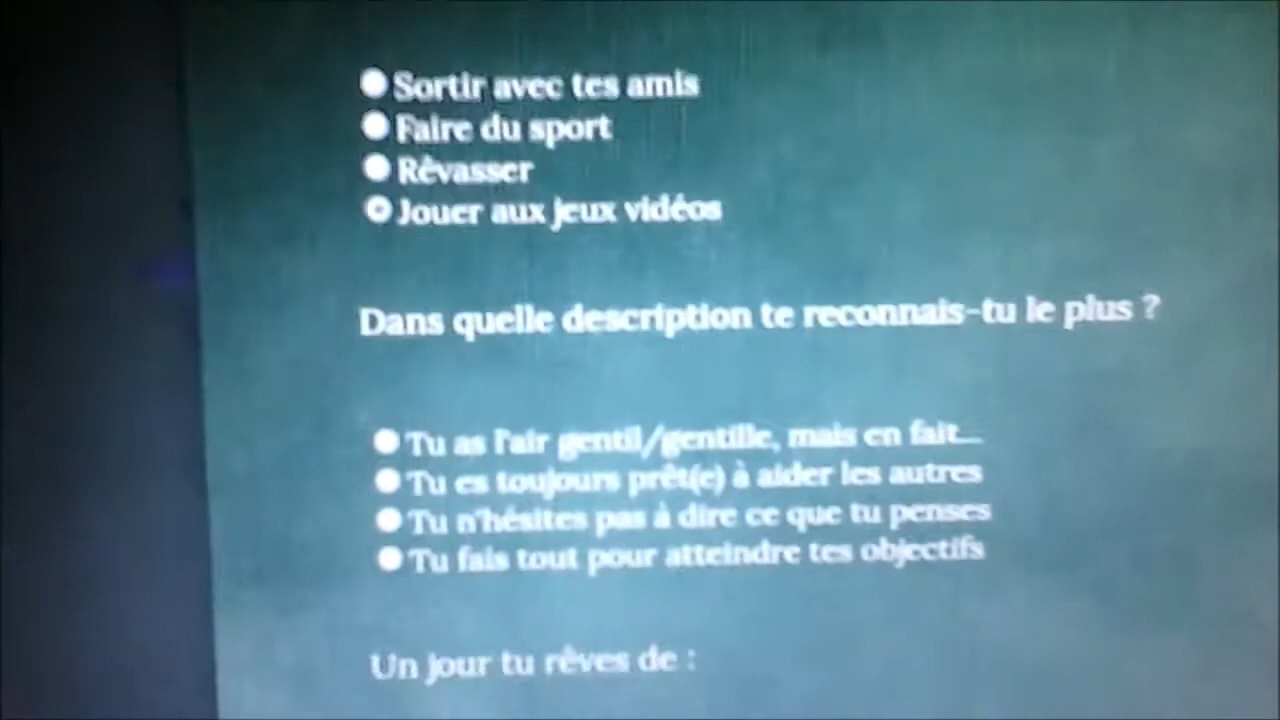 Sortir avec tes amis
Faire du sport
Rêvasser
Jouer aux jeux vidéos
Dans quelle description te reconnais-tu le plus ?
Tu as l'air gentil/gentille, mais en fait...
Tu es toujours prêt(e) à aider les autres
Tu n'hésites pas à dire ce que tu penses
Tu fais tout pour atteindre tes objectifs
Un jour tu rêves de :